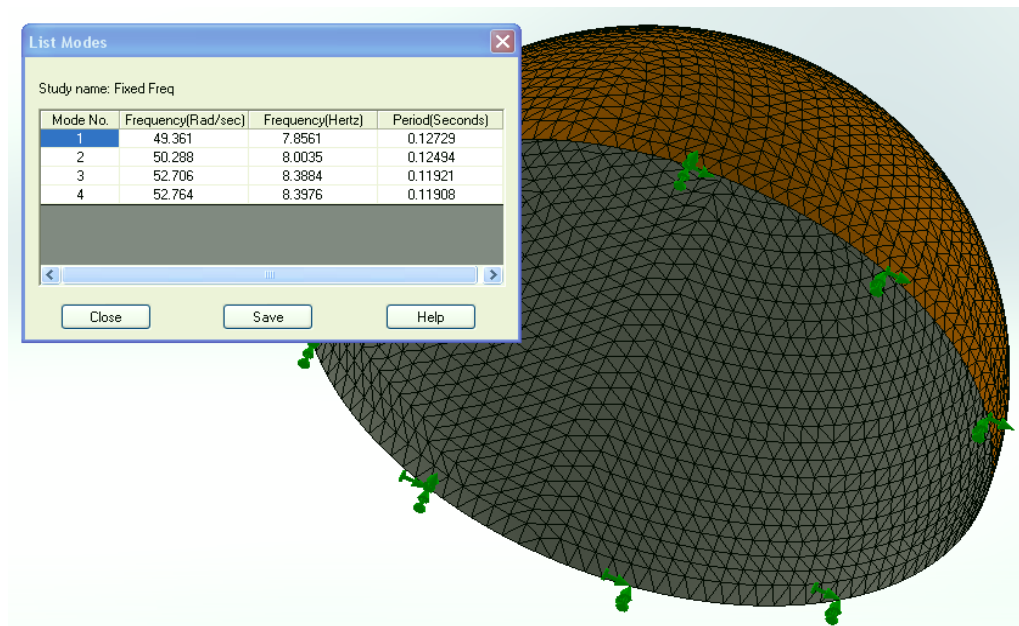 List Modes
Study name: Fixed Freq
Mode No. Frequency(Rad/sec) Frequency(Hertz) Period(Seconds)
1 49.361 7.8561 0.12729
2 50.288 8.0035 0.12494
3 52.706 8.3884 0.11921
4 52.764 8.3976 0.11908
Close Save Help